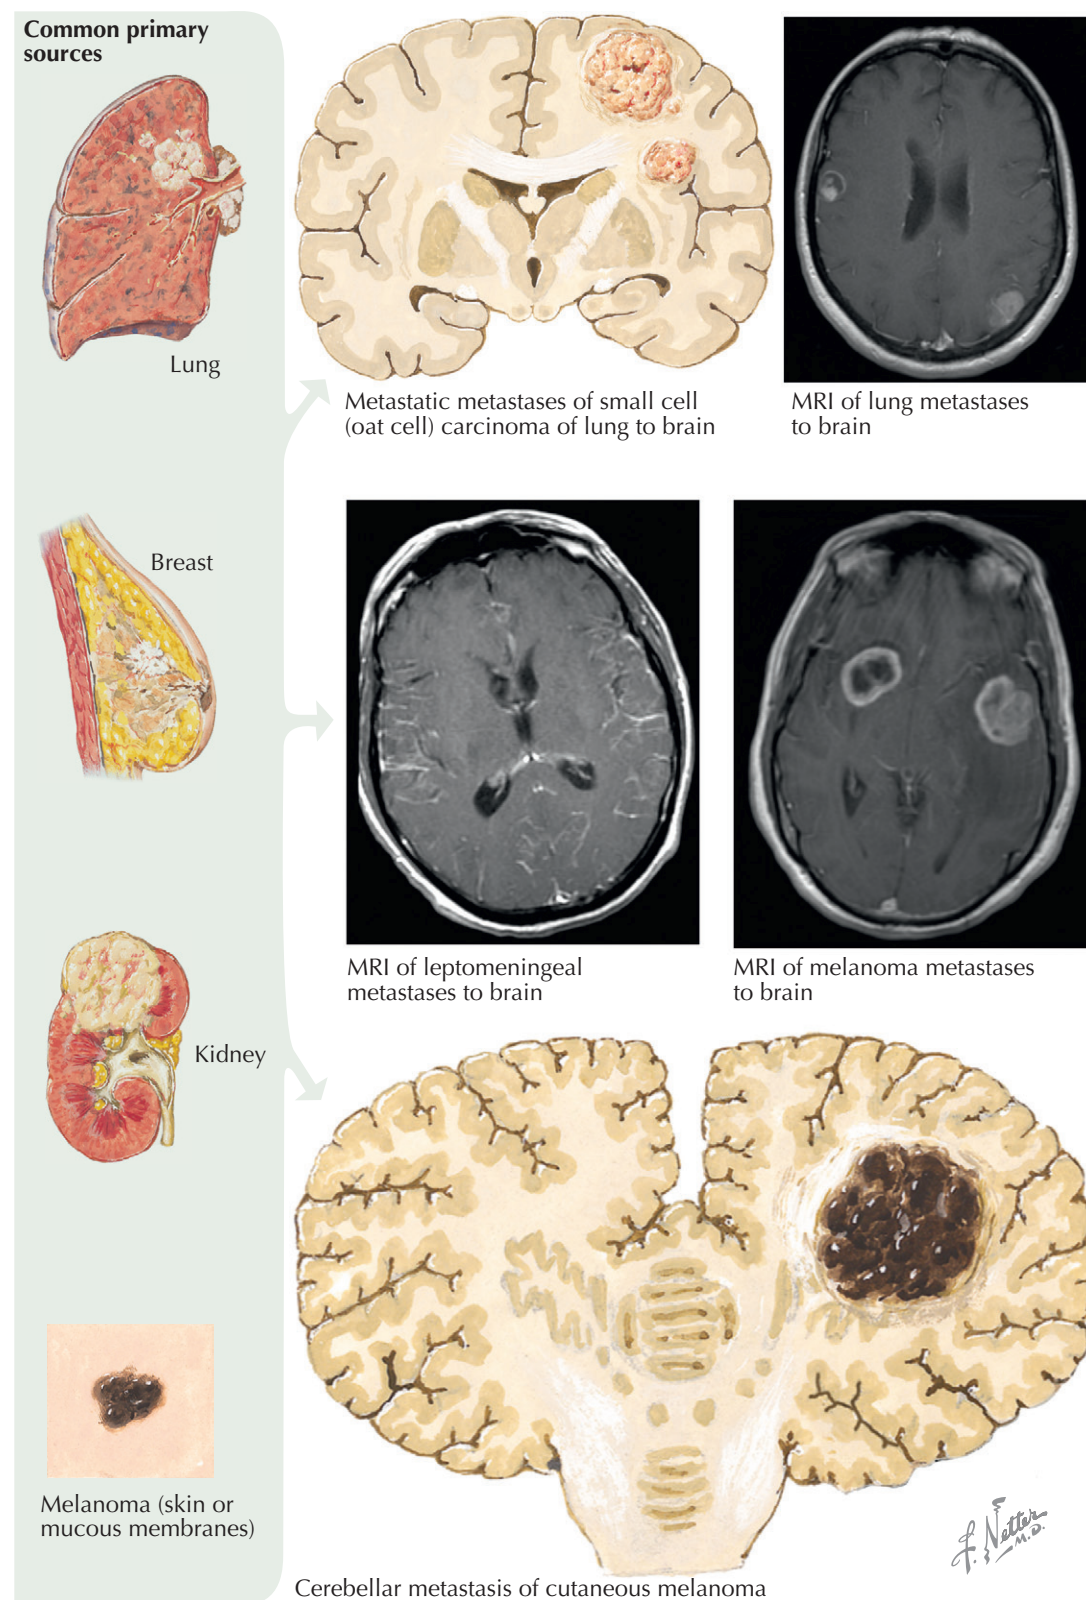 Common primary
sources
Lung
Metastatic metastases of small cell
(oat cell) carcinoma of lung to brain
MRI of lung metastases
to brain
Breast
MRI of leptomeningeal
metastases to brain
MRI of melanoma metastases
to brain
Kidney
Melanoma (skin or
mucous membranes)
Cerebellar metastasis of cutaneous melanoma
F. Netter
M.D.